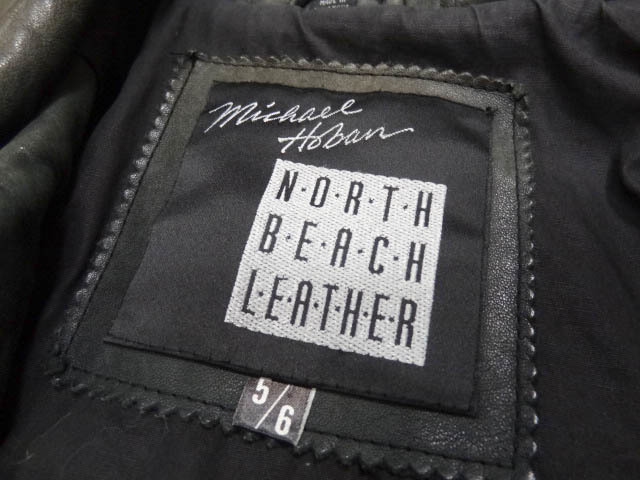 Michael
Hoban
N·O·R·T·H
B·E·A·C·H
L·E·A·T·H·E·R
5/6